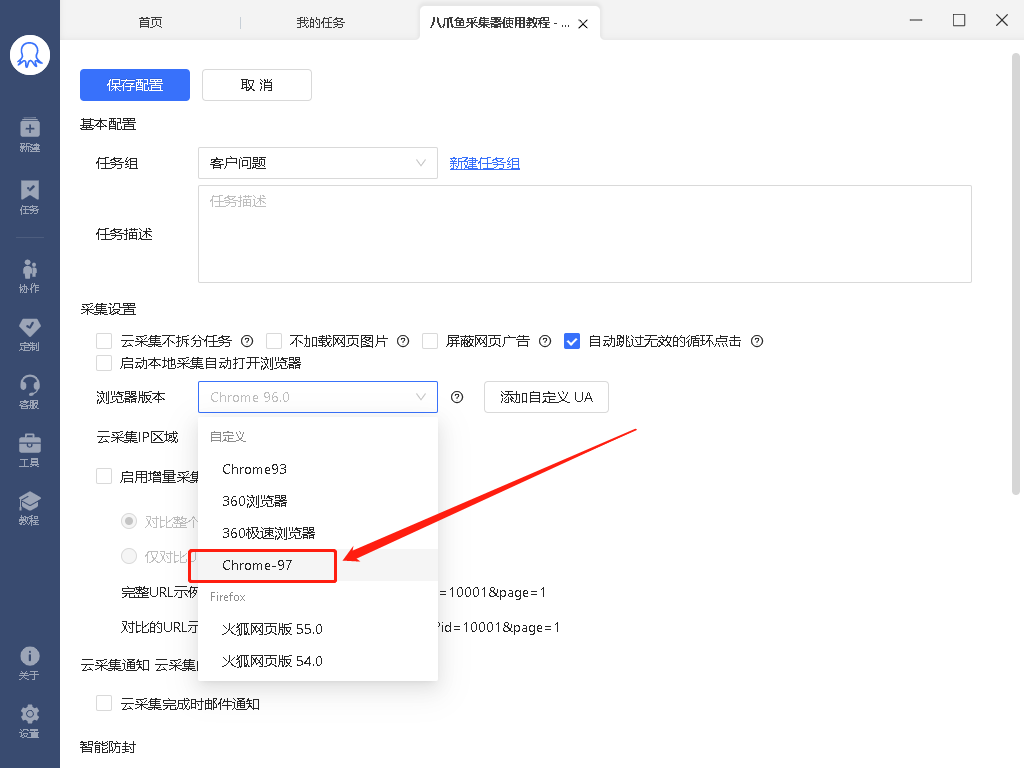 首页
我的任务
八爪鱼采集器使用教程 - ...
新建
任务
协作
定制
客服
工具
教程
关于
设置
保存配置
取 消
基本配置
任务组
客户问题
新建任务组
任务描述
任务描述
采集设置
云采集不拆分任务
不加载网页图片
屏蔽网页广告
自动跳过无效的循环点击
启动本地采集自动打开浏览器
浏览器版本
Chrome 96.0
添加自定义 UA
云采集IP区域
自定义
Chrome93
启用增量采集
360浏览器
对比整个
360极速浏览器
仅对比
Chrome-97
完整URL示例
=10001&page=1
Firefox
对比的URL示
?id=10001&page=1
火狐网页版 55.0
云采集通知 云采集
火狐网页版 54.0
云采集完成时邮件通知
智能防封